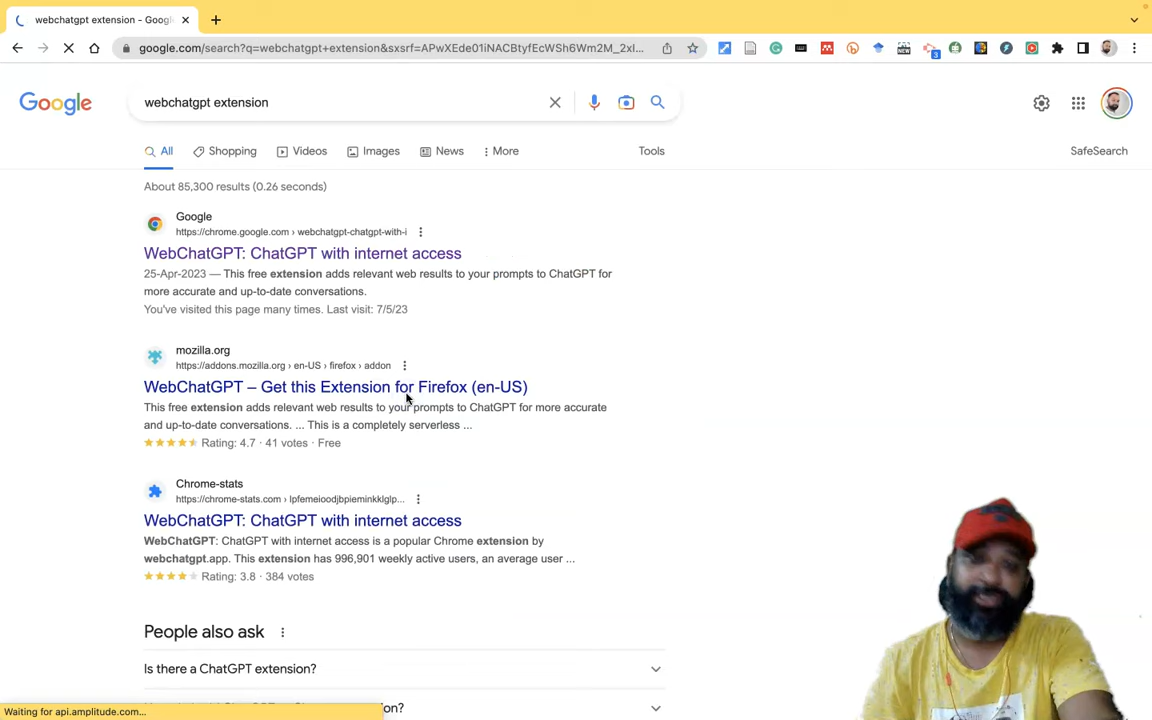 webchatgpt extension - Googl
google.com/search?q=webchatgpt+extension&sxsrf=APwXEde01iNACBtyfEcWSh6Wm2M_2xI...
3
NEW
Google
webchatgpt extension
All
Shopping
Videos
Images
News
More
Tools
SafeSearch
About 85,300 results (0.26 seconds)
Google
https://chrome.google.com › webchatgpt-chatgpt-with-i
WebChatGPT: ChatGPT with internet access
25-Apr-2023 — This free extension adds relevant web results to your prompts to ChatGPT for
more accurate and up-to-date conversations.
You've visited this page many times. Last visit: 7/5/23
mozilla.org
https://addons.mozilla.org › en-US › firefox › addon
WebChatGPT – Get this Extension for Firefox (en-US)
This free extension adds relevant web results to your prompts to ChatGPT for more accurate
and up-to-date conversations. ... This is a completely serverless ...
Rating: 4.7 · 41 votes · Free
Chrome-stats
https://chrome-stats.com › lpfemeioodjbpieminkklglp...
WebChatGPT: ChatGPT with internet access
WebChatGPT: ChatGPT with internet access is a popular Chrome extension by
webchatgpt.app. This extension has 996,901 weekly active users, an average user ...
Rating: 3.8 · 384 votes
People also ask
Is there a ChatGPT extension?
Waiting for api.amplitude.com...